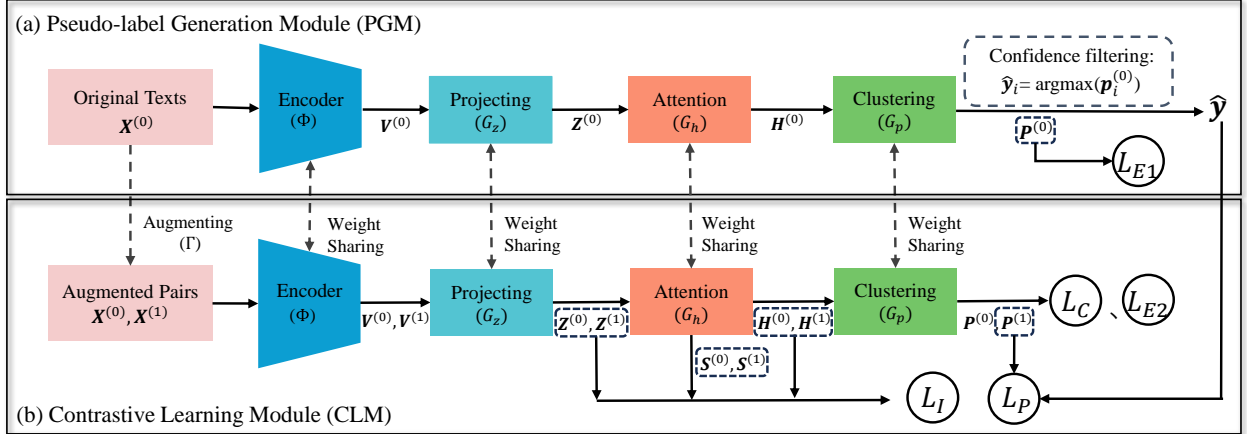 (a) Pseudo-label Generation Module (PGM)
Original Texts
X^(0)
Encoder
(Φ)
V^(0)
Projecting
(G_z)
Z^(0)
Attention
(G_h)
H^(0)
Clustering
(G_p)
Confidence filtering:
ŷ_i= argmax(p_i^(0))
P^(0)
L_E1
ŷ
Augmenting
(Γ)
Weight
Sharing
Weight
Sharing
Weight
Sharing
Weight
Sharing
Augmented Pairs
X^(0), X^(1)
Encoder
(Φ)
V^(0), V^(1)
Projecting
(G_z)
Z^(0), Z^(1)
Attention
(G_h)
S^(0), S^(1)
H^(0), H^(1)
Clustering
(G_p)
P^(0) P^(1)
L_C 、 L_E2
L_I
L_P
(b) Contrastive Learning Module (CLM)